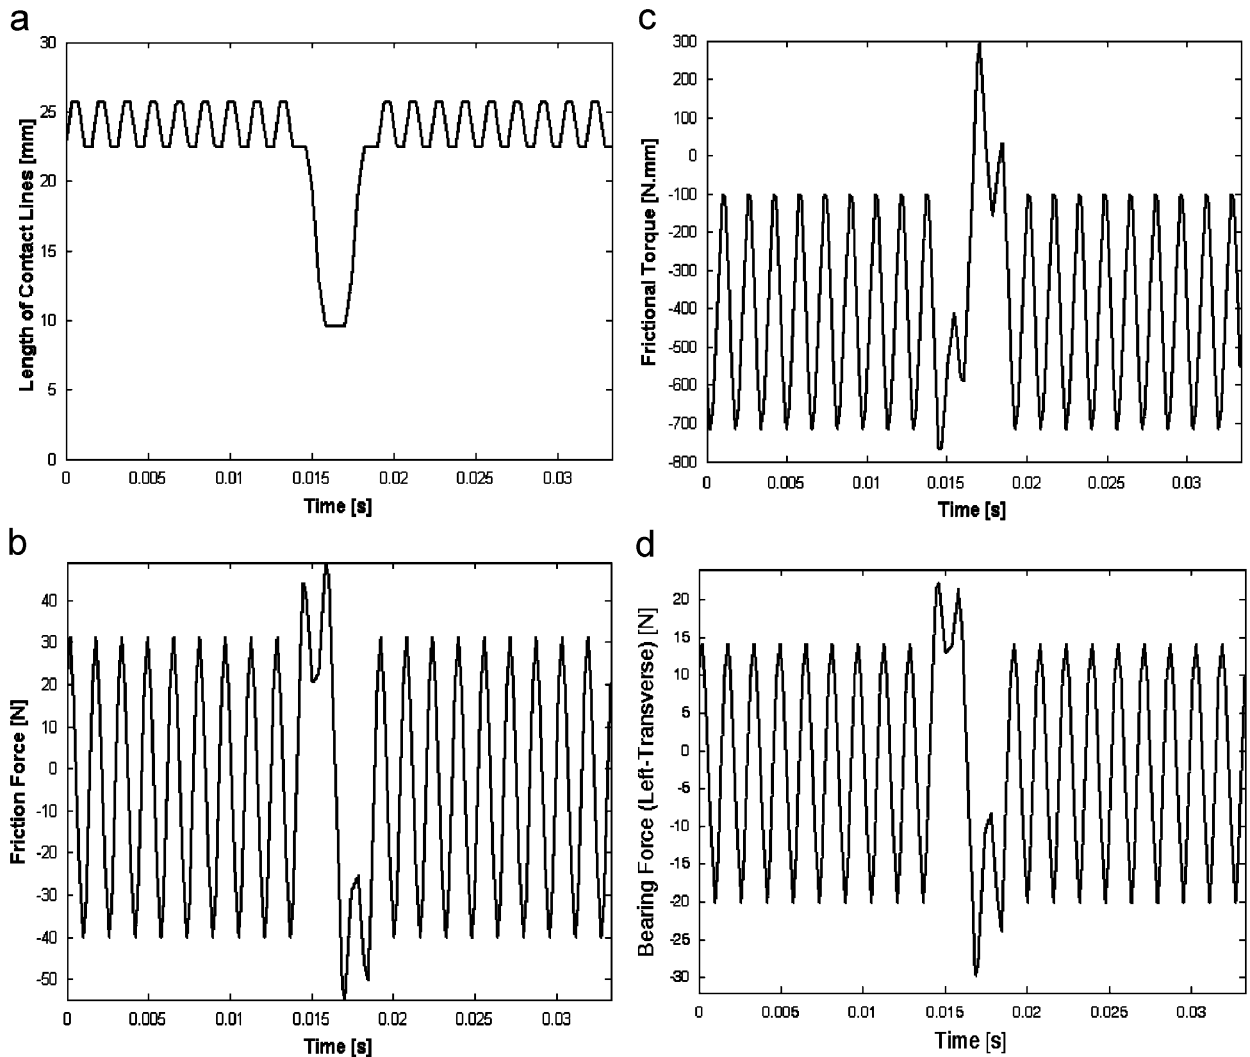 a
30
25
20
15
10
5
0
0 0.005 0.01 0.015 0.02 0.025 0.03
Length of Contact Lines [mm]
Time [s]
c
300
200
100
0
-100
-200
-300
-400
-500
-600
-700
-800
0 0.005 0.01 0.015 0.02 0.025 0.03
Frictional Torque [N.mm]
Time [s]
b
40
30
20
10
0
-10
-20
-30
-40
-50
0 0.005 0.01 0.015 0.02 0.025 0.03
Friction Force [N]
Time [s]
d
20
15
10
5
0
-5
-10
-15
-20
-25
-30
0 0.005 0.01 0.015 0.02 0.025 0.03
Bearing Force (Left-Transverse) [N]
Time [s]